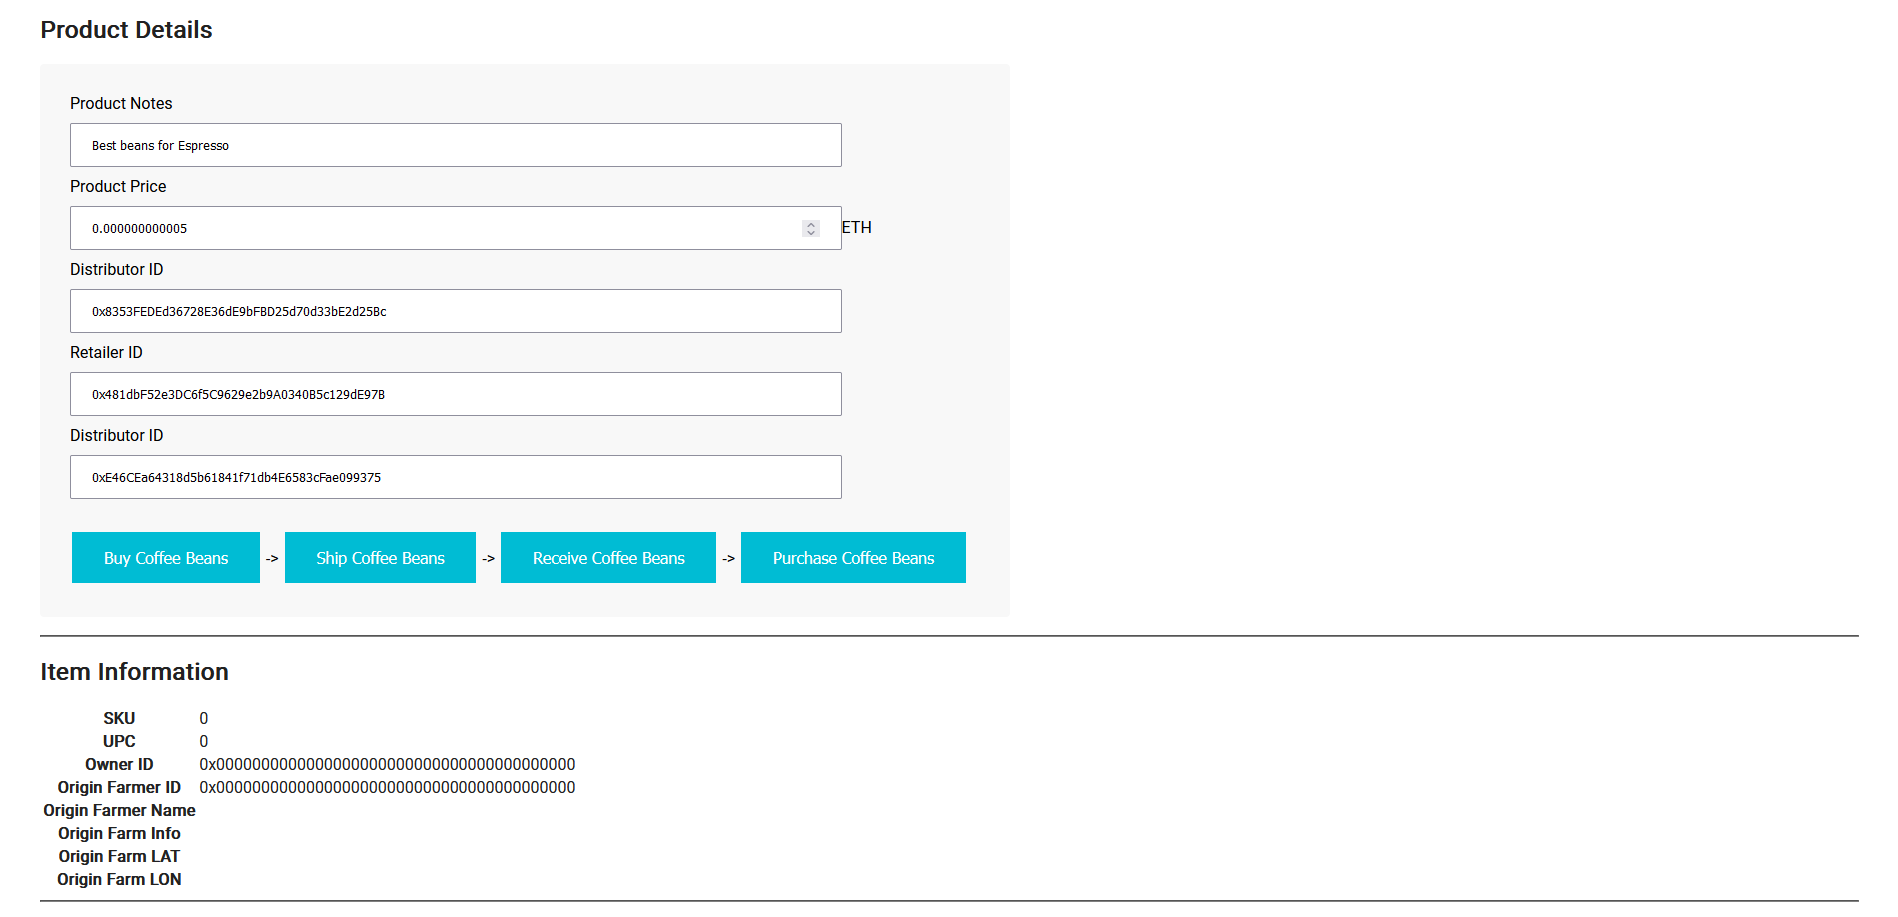 Product Details
Product Notes
Best beans for Espresso
Product Price
0.000000000005
ETH
Distributor ID
0x8353FEDEd36728E36dE9bFBD25d70d33bE2d25Bc
Retailer ID
0x481dbF52e3DC6f5C9629e2b9A0340B5c129dE97B
Distributor ID
0xE46CEa64318d5b61841f71db4E6583cFae099375
Buy Coffee Beans -> Ship Coffee Beans -> Receive Coffee Beans -> Purchase Coffee Beans
Item Information
SKU 0
UPC 0
Owner ID 0x0000000000000000000000000000000000000000
Origin Farmer ID 0x0000000000000000000000000000000000000000
Origin Farmer Name
Origin Farm Info
Origin Farm LAT
Origin Farm LON